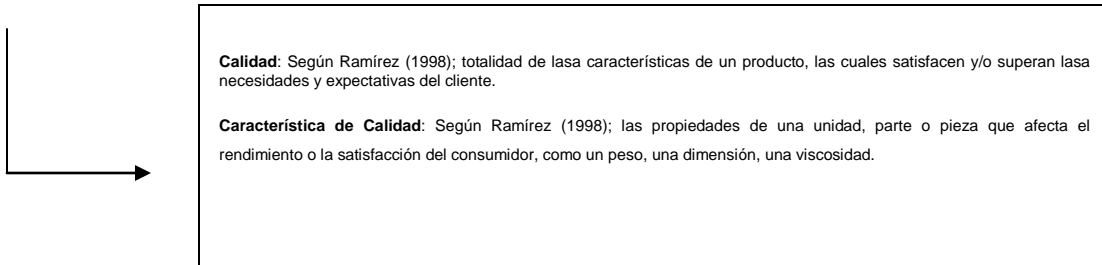 Calidad: Según Ramírez (1998); totalidad de lasa características de un producto, las cuales satisfacen y/o superan lasa
necesidades y expectativas del cliente.
Característica de Calidad: Según Ramírez (1998); las propiedades de una unidad, parte o pieza que afecta el
rendimiento o la satisfacción del consumidor, como un peso, una dimensión, una viscosidad.